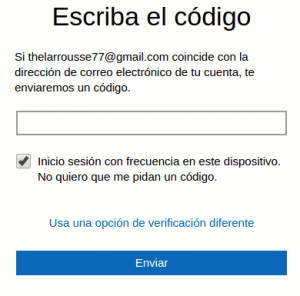 Escriba el código
Si thelarrousse77@gmail.com coincide con la
dirección de correo electrónico de tu cuenta, te
enviaremos un código.
Inicio sesión con frecuencia en este dispositivo.
No quiero que me pidan un código.
Usa una opción de verificación diferente
Enviar